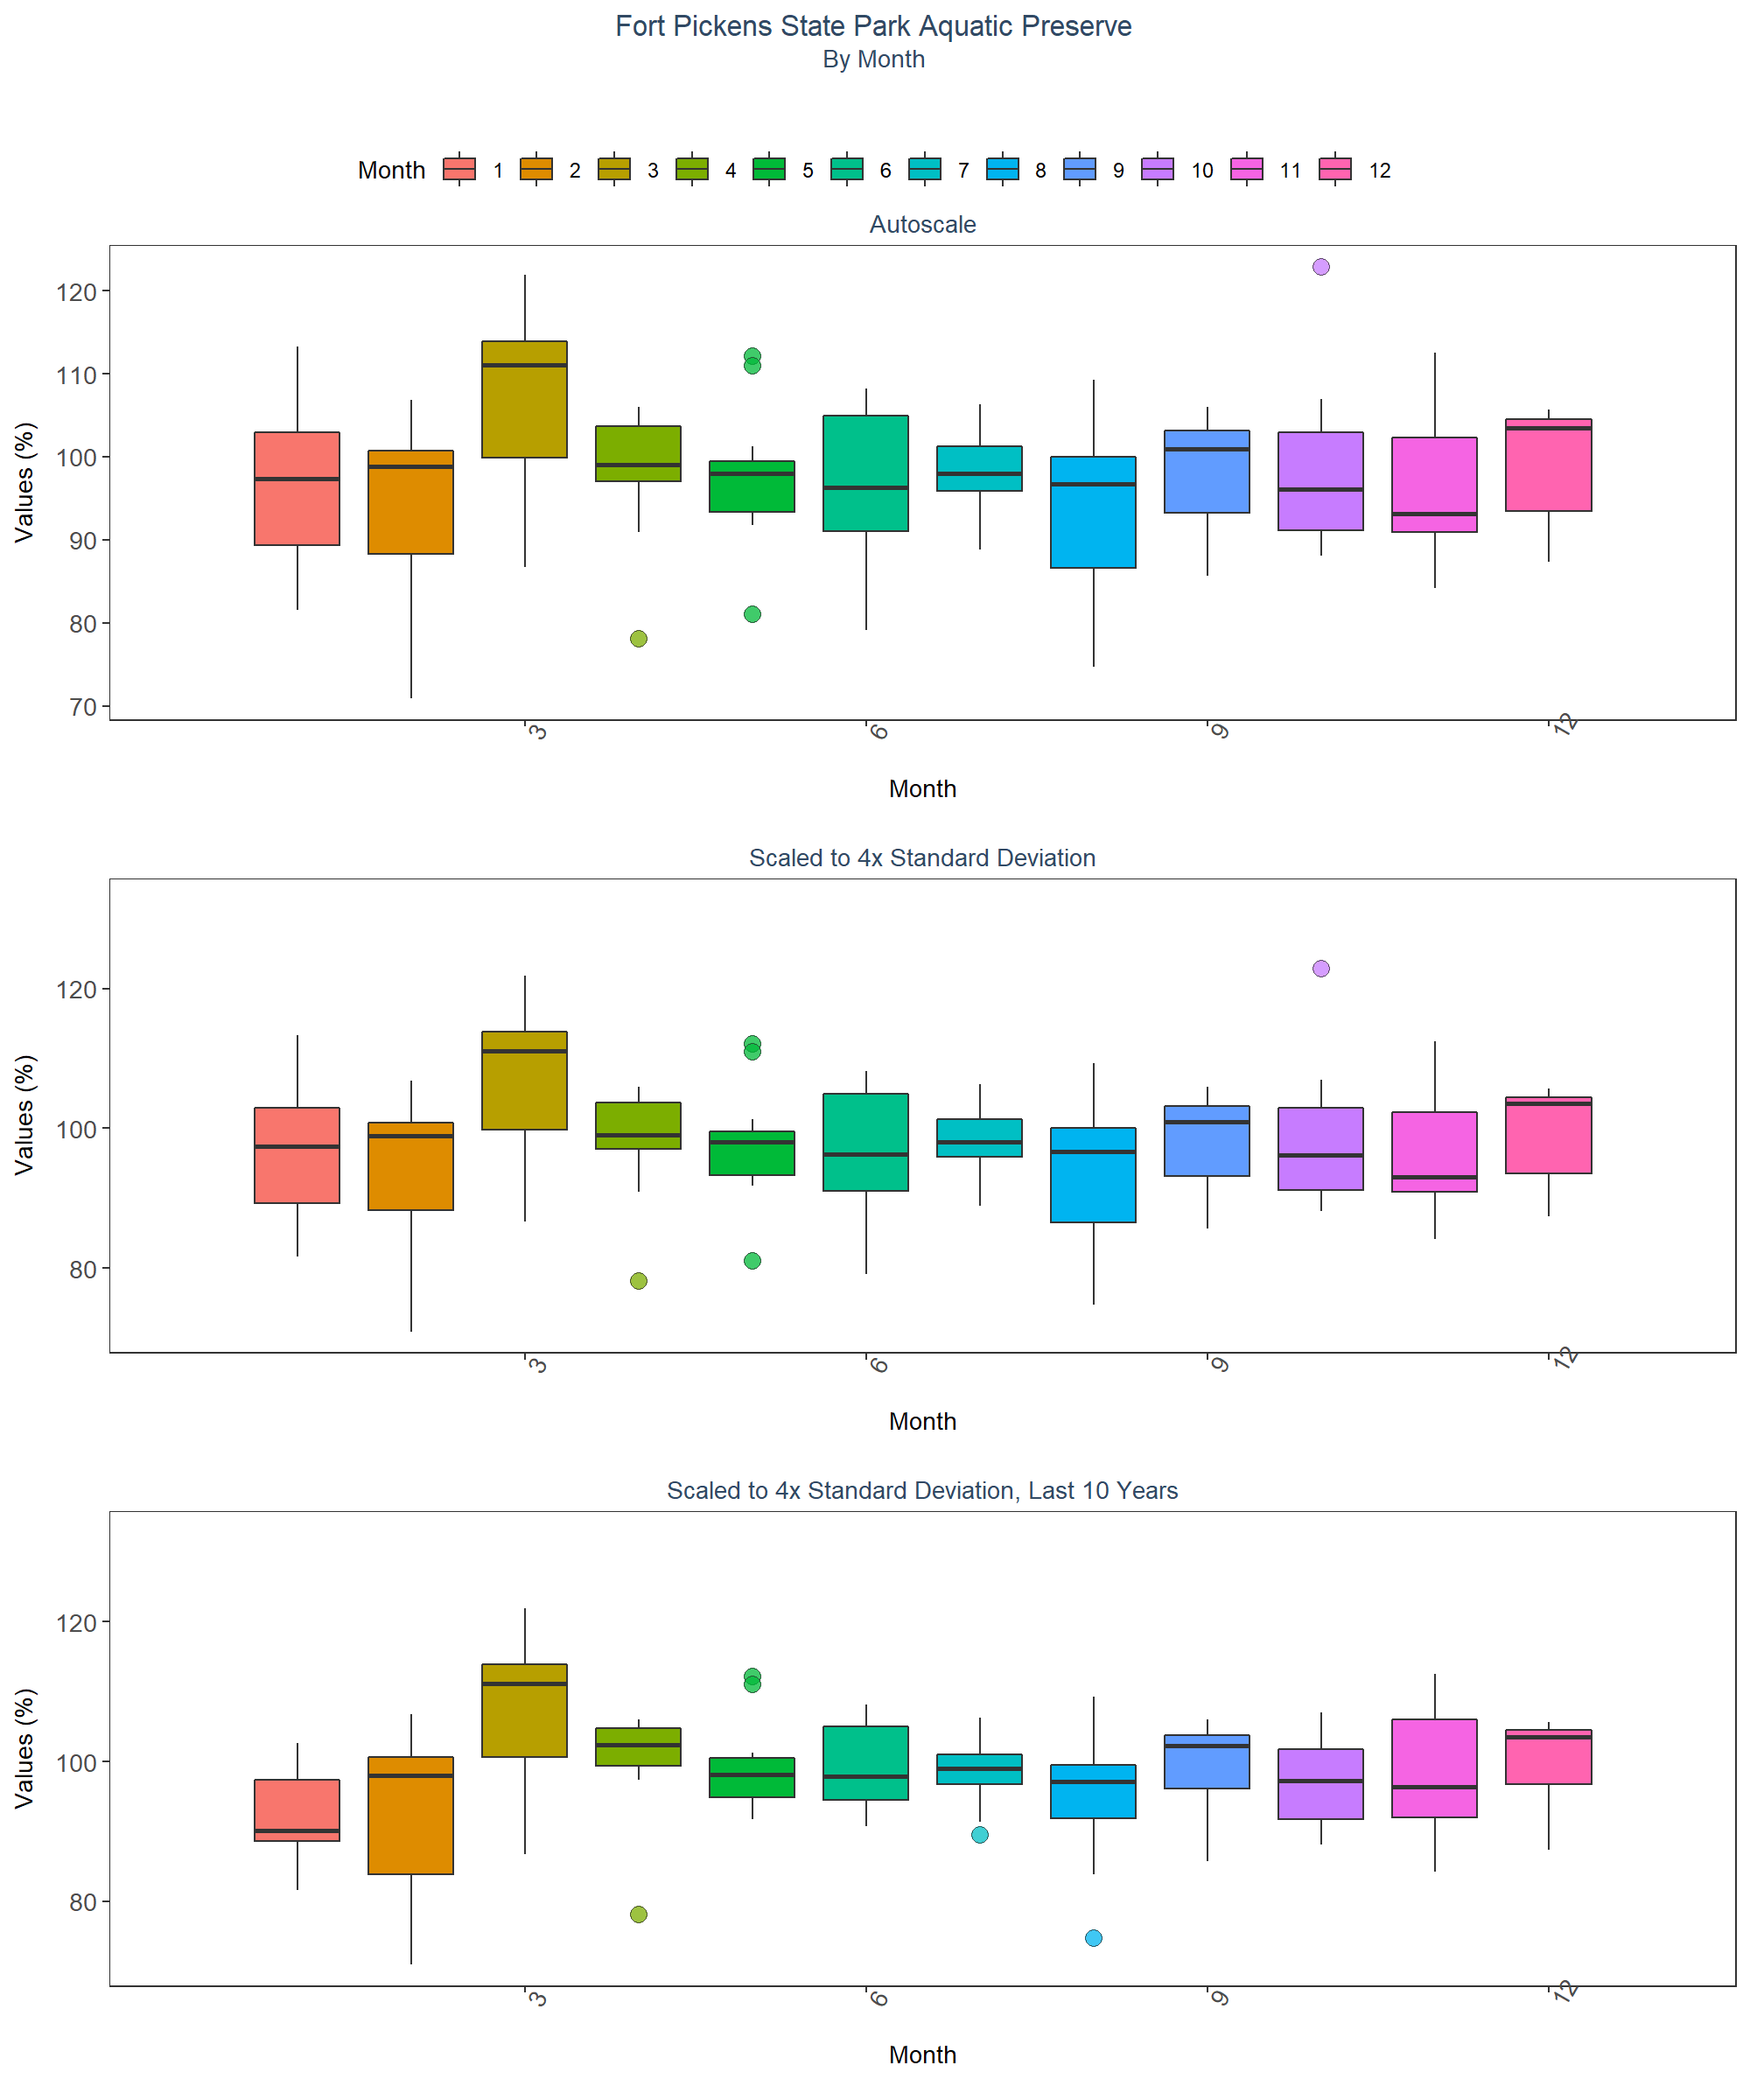 Fort Pickens State Park Aquatic Preserve
By Month
Month 1 2 3 4 5 6 7 8 9 10 11 12
Autoscale
Values (%)
120
110
100
90
80
70
3 6 9 12
Month
Scaled to 4x Standard Deviation
Values (%)
120
100
80
3 6 9 12
Month
Scaled to 4x Standard Deviation, Last 10 Years
Values (%)
120
100
80
3 6 9 12
Month